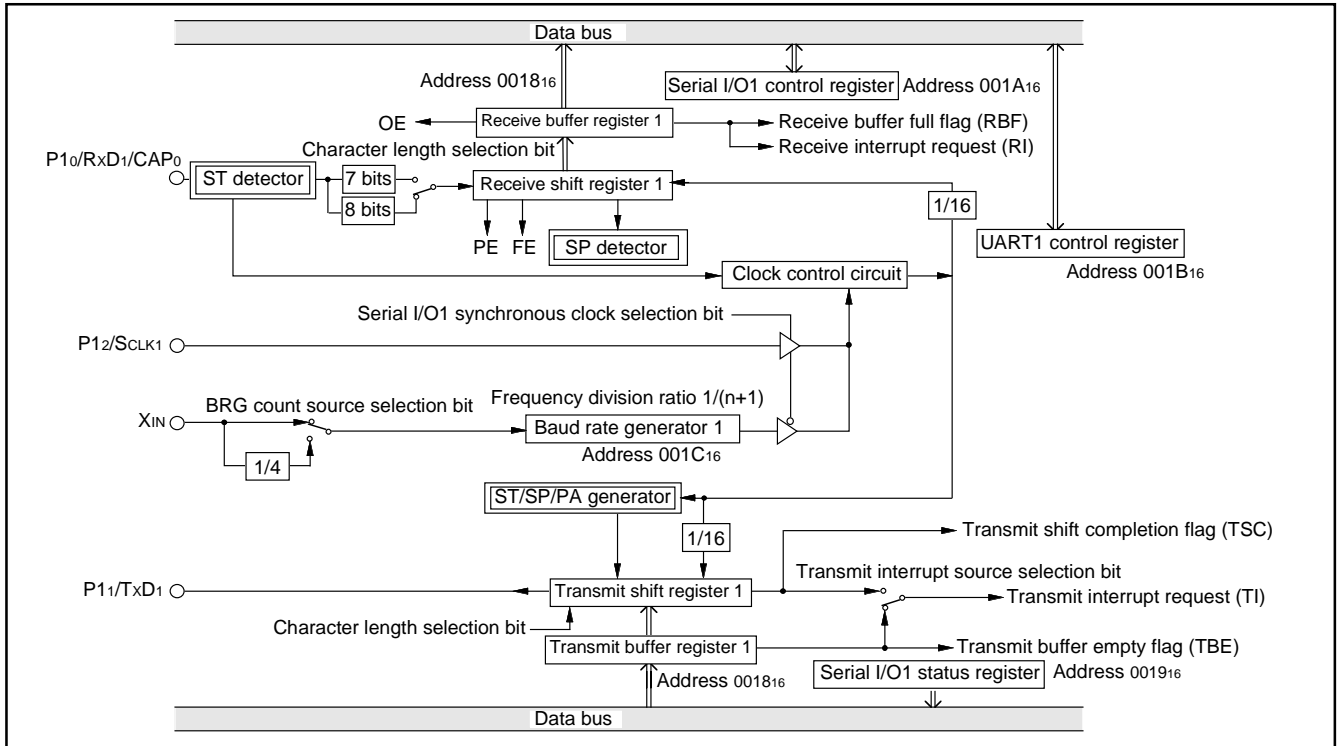 Data bus
Address 001816
Serial I/O1 control register
Address 001A16
OE
Receive buffer register 1
Receive buffer full flag (RBF)
Receive interrupt request (RI)
Character length selection bit
P10/RxD1/CAP0
ST detector
7 bits
8 bits
Receive shift register 1
1/16
PE
FE
SP detector
UART1 control register
Address 001B16
Clock control circuit
Serial I/O1 synchronous clock selection bit
P12/SCLK1
XIN
BRG count source selection bit
Frequency division ratio 1/(n+1)
Baud rate generator 1
Address 001C16
1/4
ST/SP/PA generator
1/16
Transmit shift completion flag (TSC)
P11/TxD1
Transmit shift register 1
Transmit interrupt source selection bit
Transmit interrupt request (TI)
Character length selection bit
Transmit buffer register 1
Transmit buffer empty flag (TBE)
Address 001816
Serial I/O1 status register
Address 001916
Data bus